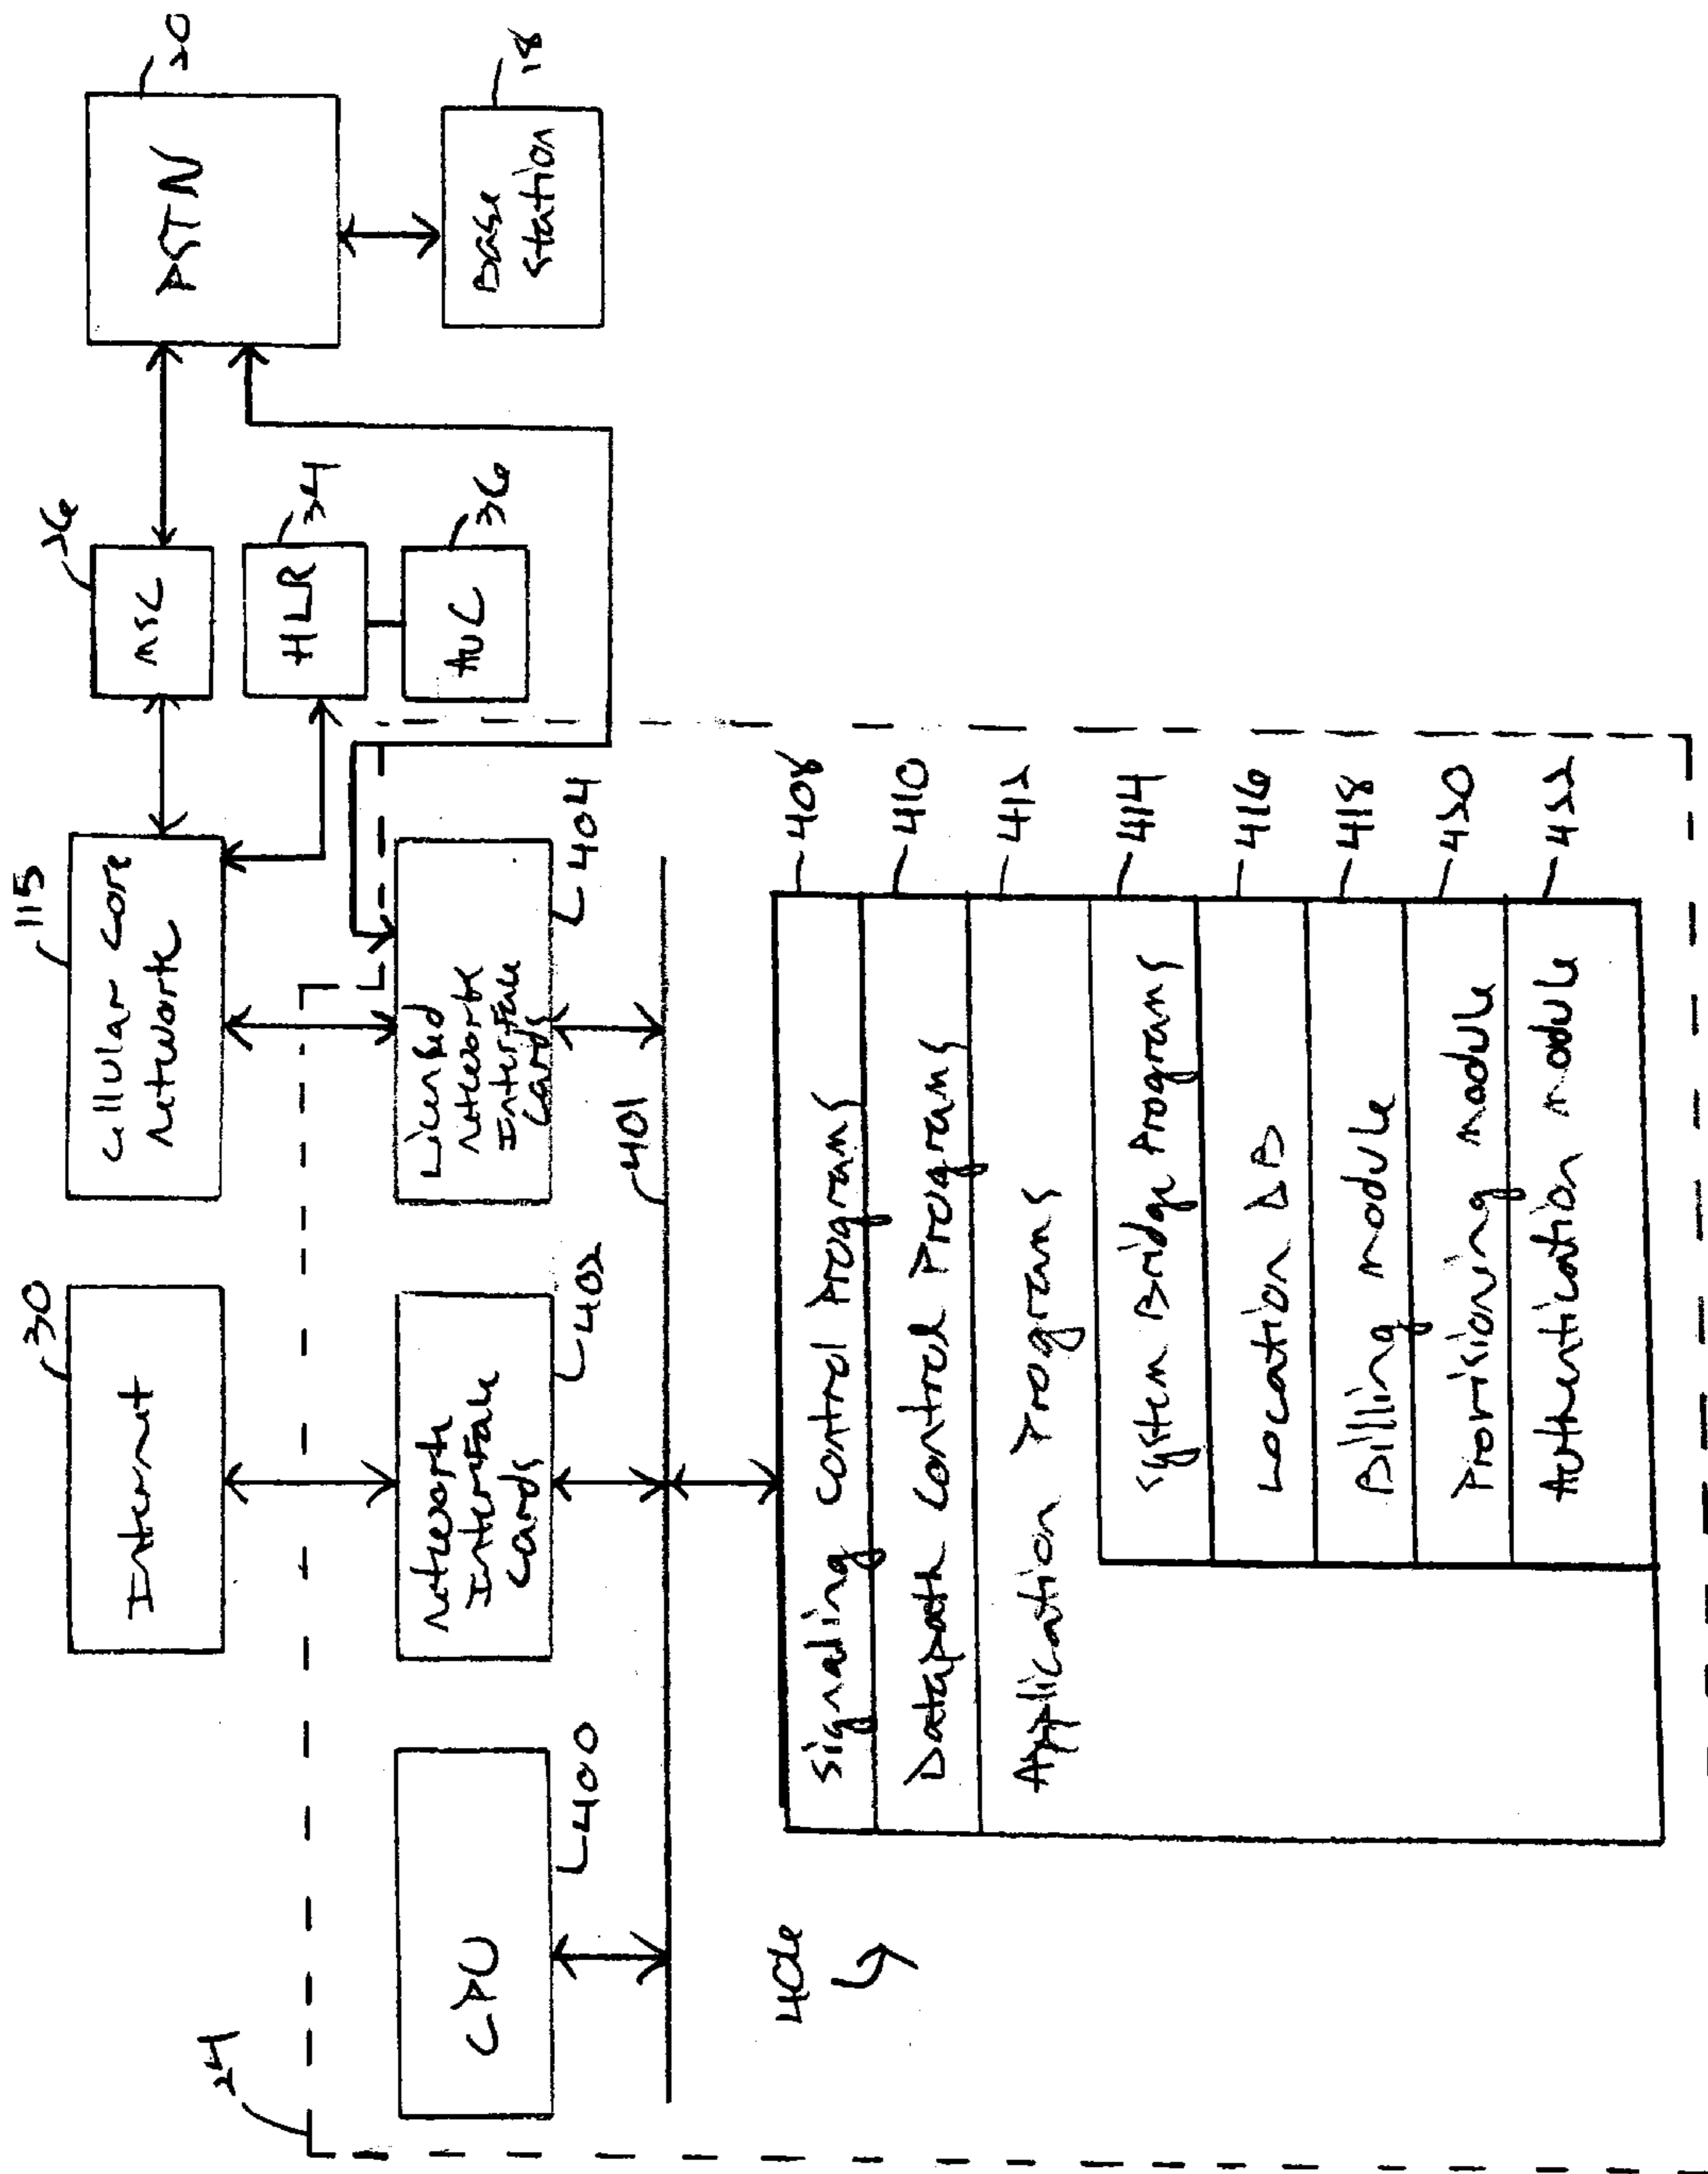 24
30
115
26
20
Internet
Cellular Core
Network
MSC
PSTN
34
HLR
36
AUC
18
Base
Station
CPU
400
Network
Interface
Cards
402
Licensed
Network
Interface
Cards
404
401
406
Signaling Control Programs
408
Datapath Control Programs
410
Application Programs
412
System Bridge Programs
414
Location DB
416
Billing Module
418
Provisioning Module
420
Authentication Module
422